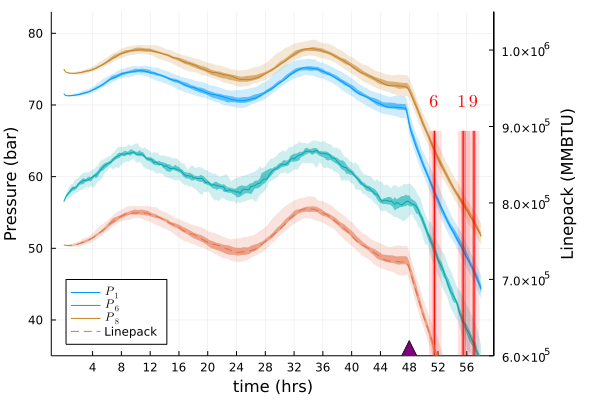 80
70
60
50
40
Pressure (bar)
6 19
1.0×10⁶
9.0×10⁵
8.0×10⁵
7.0×10⁵
6.0×10⁵
Linepack (MMBTU)
P₁
P₆
P₈
Linepack
4 8 12 16 20 24 28 32 36 40 44 48 52 56
time (hrs)